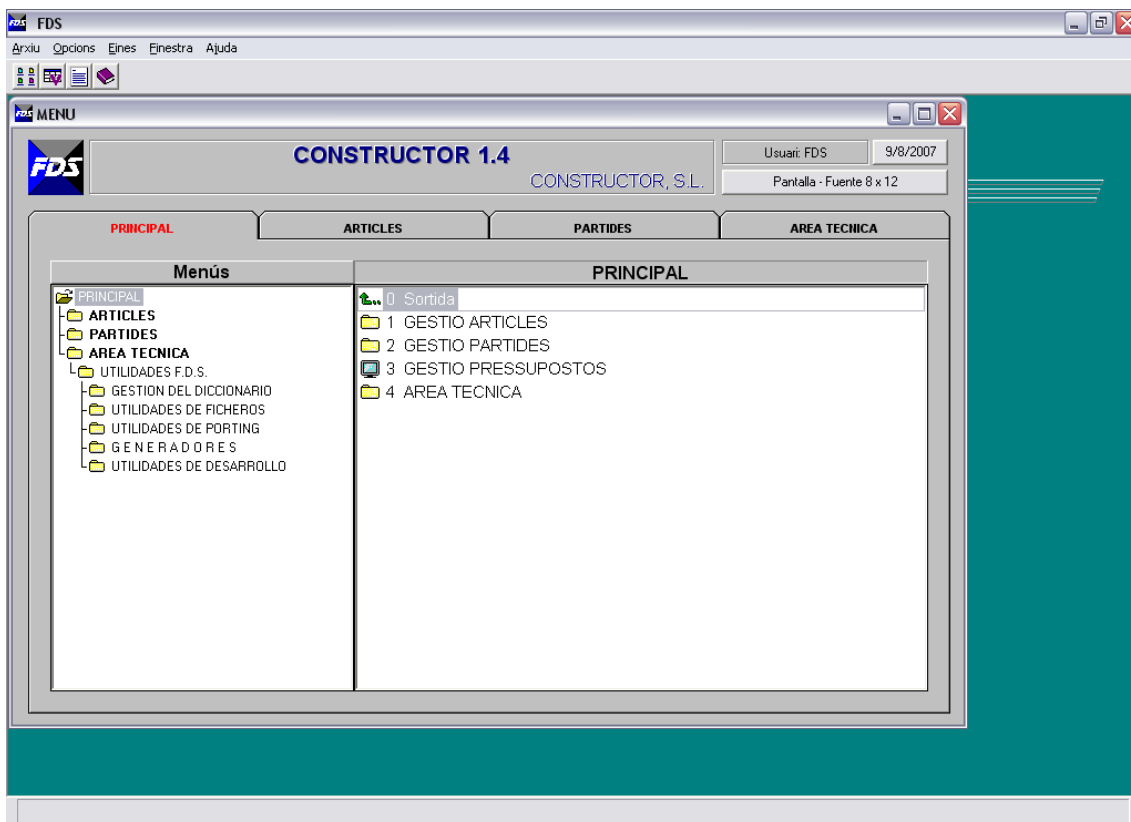 FDS FDS
Arxiu Opcions Eines Finestra Ajuda
FDS MENU
FDS
CONSTRUCTOR 1.4
CONSTRUCTOR, S.L.
Usuari: FDS 9/8/2007
Pantalla - Fuente 8 x 12
PRINCIPAL ARTICLES PARTIDES AREA TECNICA
Menús
PRINCIPAL
ARTICLES
PARTIDES
AREA TECNICA
UTILIDADES F.D.S.
GESTION DEL DICCIONARIO
UTILIDADES DE FICHEROS
UTILIDADES DE PORTING
G E N E R A D O R E S
UTILIDADES DE DESARROLLO
PRINCIPAL
0 Sortida
1 GESTIO ARTICLES
2 GESTIO PARTIDES
3 GESTIO PRESSUPOSTOS
4 AREA TECNICA